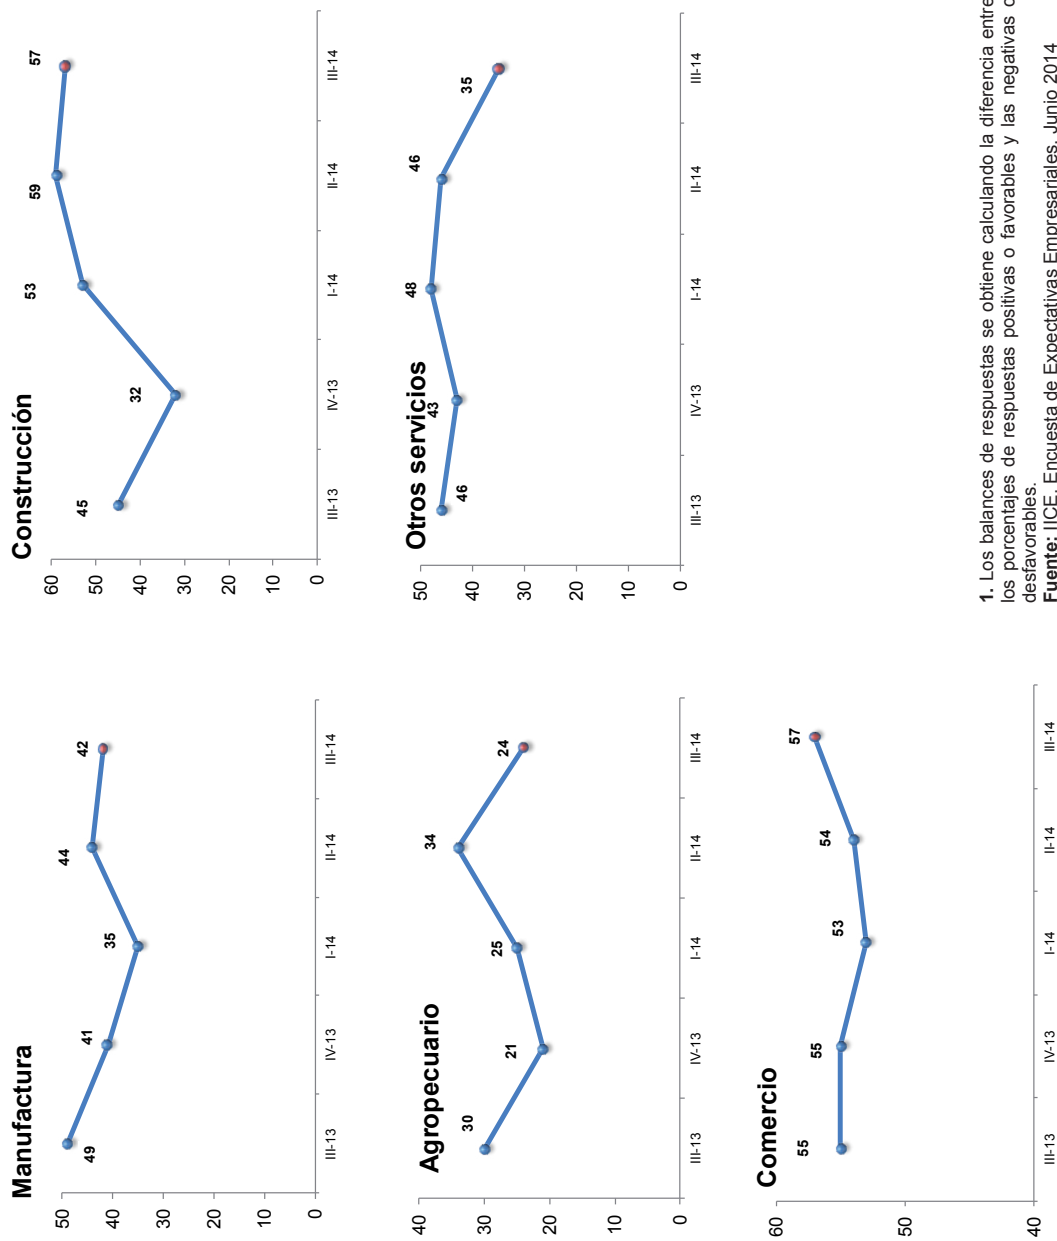 Manufactura
50
40
30
20
10
0
49
41
35
44
42
III-13
IV-13
I-14
II-14
III-14
Construcción
60
50
40
30
20
10
0
45
32
53
59
57
III-13
IV-13
I-14
II-14
III-14
Agropecuario
40
30
20
10
0
30
21
25
34
24
III-13
IV-13
I-14
II-14
III-14
Otros servicios
50
40
30
20
10
0
46
43
48
46
35
III-13
IV-13
I-14
II-14
III-14
Comercio
60
50
40
55
55
53
54
57
III-13
IV-13
I-14
II-14
III-14
1. Los balances de respuestas se obtiene calculando la diferencia entre
los porcentajes de respuestas positivas o favorables y las negativas o
desfavorables.
Fuente: IICE. Encuesta de Expectativas Empresariales. Junio 2014